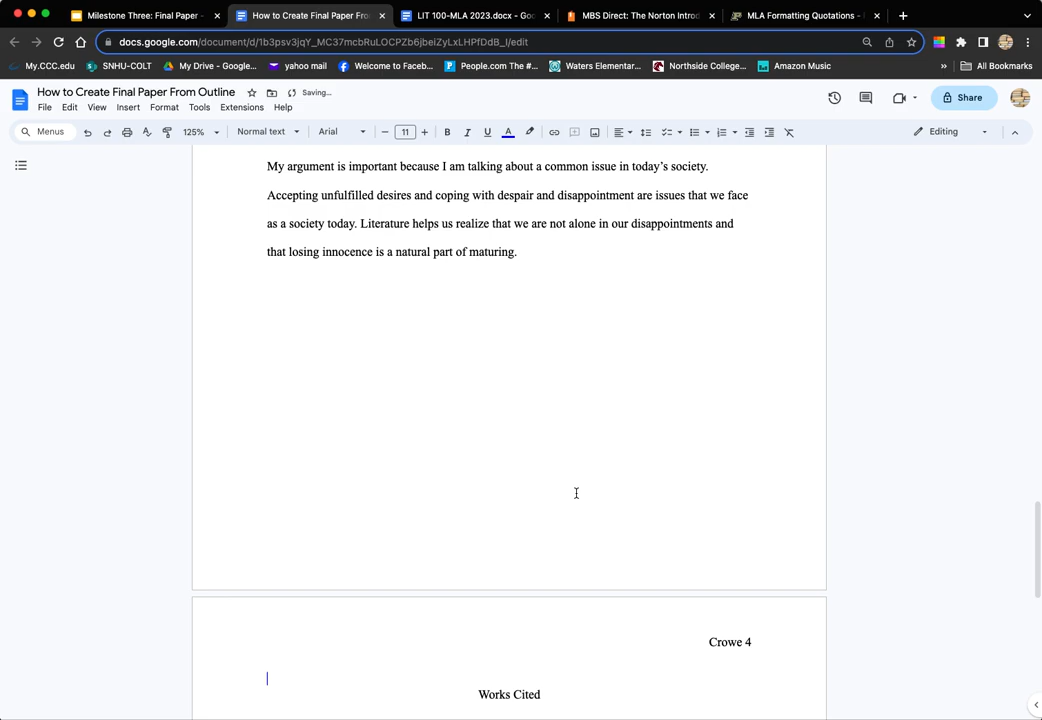 Milestone Three: Final Paper -
How to Create Final Paper From
LIT 100-MLA 2023.docx - Goo
MBS Direct: The Norton Introd
MLA Formatting Quotations -
docs.google.com/document/d/1b3psv3jqY_MC37mcbRuLOCPZb6jbeiZyLxLHPfDdB_I/edit
My.CCC.edu
SNHU-COLT
My Drive - Google...
yahoo mail
Welcome to Faceb...
People.com The #...
Waters Elementar...
Northside College...
Amazon Music
»
All Bookmarks
How to Create Final Paper From Outline
Saving...
File Edit View Insert Format Tools Extensions Help
Share
Menus
125%
Normal text
Arial
11
Editing
My argument is important because I am talking about a common issue in today's society.
Accepting unfulfilled desires and coping with despair and disappointment are issues that we face
as a society today. Literature helps us realize that we are not alone in our disappointments and
that losing innocence is a natural part of maturing.
Crowe 4
Works Cited